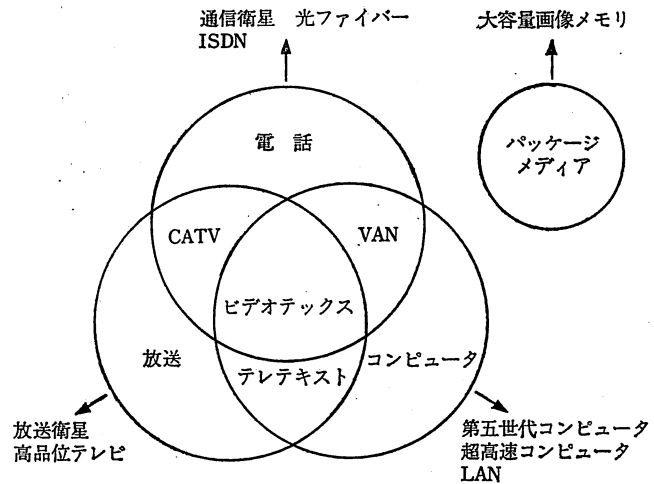 通信衛星 光ファイバー
ISDN
大容量画像メモリ
電 話
パッケージ
メディア
CATV
VAN
ビデオテックス
放送
テレテキスト
コンピュータ
放送衛星
高品位テレビ
第五世代コンピュータ
超高速コンピュータ
LAN